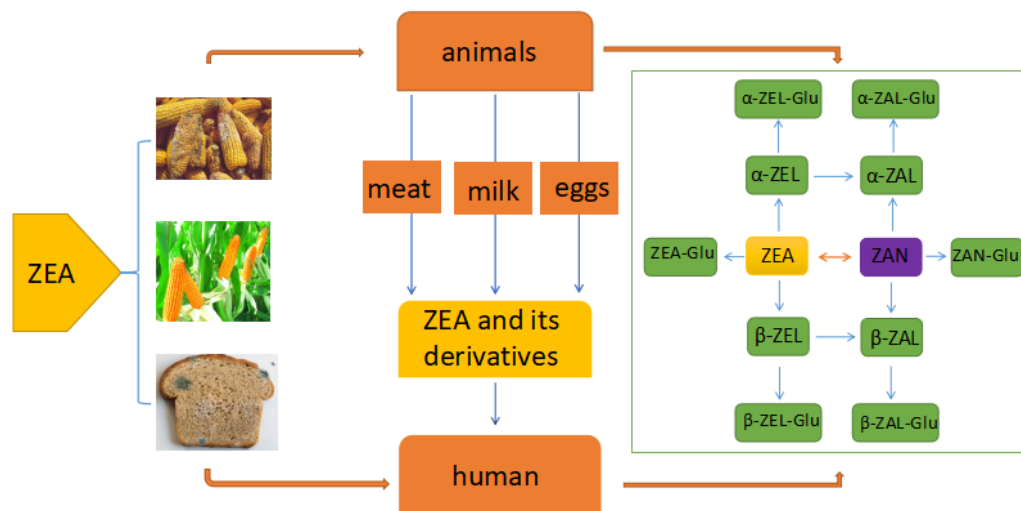 animals
α-ZEL-Glu
α-ZAL-Glu
meat
milk
eggs
α-ZEL
α-ZAL
ZEA
ZEA-Glu
ZEA
ZAN
ZAN-Glu
ZEA and its
derivatives
β-ZEL
β-ZAL
β-ZEL-Glu
β-ZAL-Glu
human